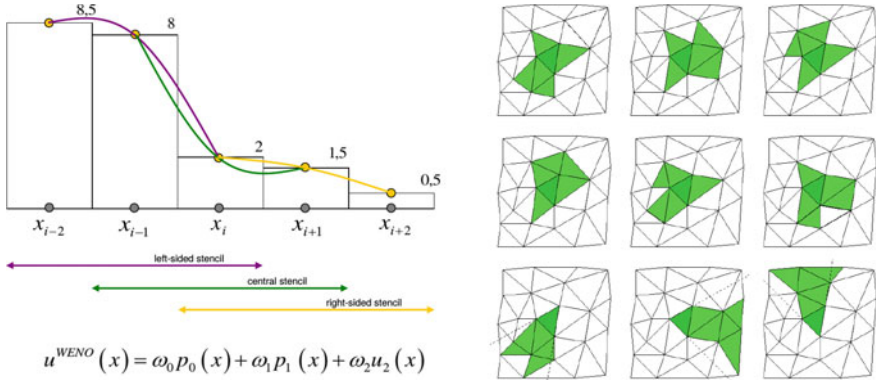 8,5
8
2
1,5
0,5
x_{i-2} x_{i-1} x_i x_{i+1} x_{i+2}
left-sided stencil
central stencil
right-sided stencil
u^{WENO}(x) = ω_0 p_0(x) + ω_1 p_1(x) + ω_2 u_2(x)